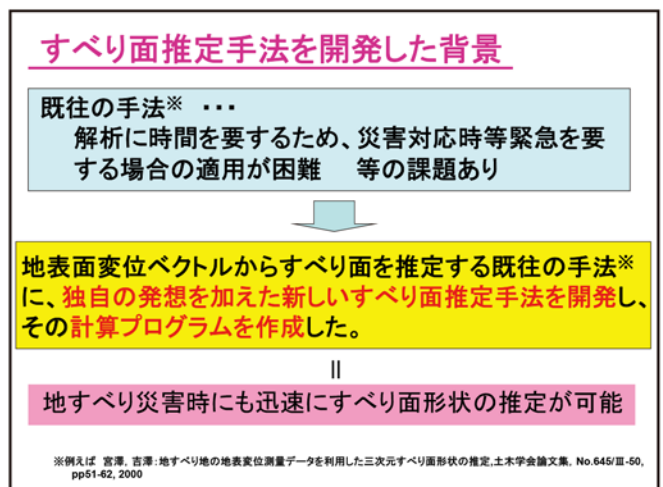 すべり面推定手法を開発した背景
既往の手法※ ・・・
解析に時間を要するため、災害対応時等緊急を要
する場合の適用が困難 等の課題あり
地表面変位ベクトルからすべり面を推定する既往の手法※
に、独自の発想を加えた新しいすべり面推定手法を開発し、
その計算プログラムを作成した。
||
地すべり災害時にも迅速にすべり面形状の推定が可能
※例えば 宮澤, 吉澤:地すべり地の地表変位測量データを利用した三次元すべり面形状の推定,土木学会論文集, No.645/Ⅲ-50,
pp51-62, 2000